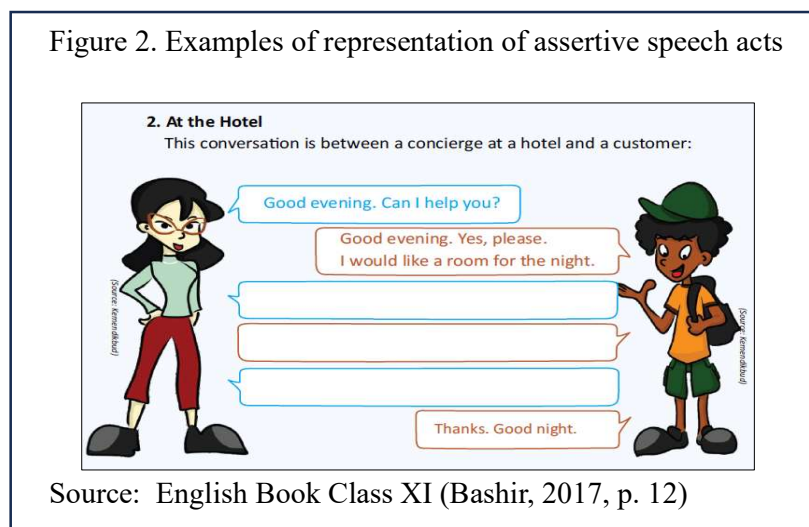 Figure 2. Examples of representation of assertive speech acts
2. At the Hotel
This conversation is between a concierge at a hotel and a customer:
Good evening. Can I help you?
Good evening. Yes, please.
I would like a room for the night.
(Source: Kemendikbud)
(Source: Kemendikbud)
Thanks. Good night.
Source: English Book Class XI (Bashir, 2017, p. 12)